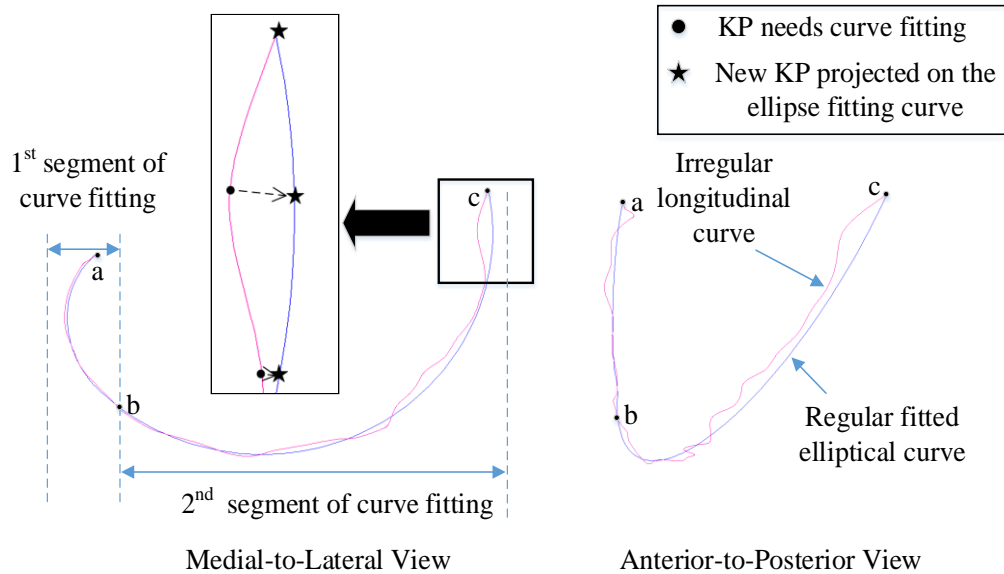 KP needs curve fitting
New KP projected on the
ellipse fitting curve
1st segment of
curve fitting
a
b
c
2nd segment of curve fitting
Medial-to-Lateral View
Irregular
longitudinal
curve
a
c
b
Regular fitted
elliptical curve
Anterior-to-Posterior View